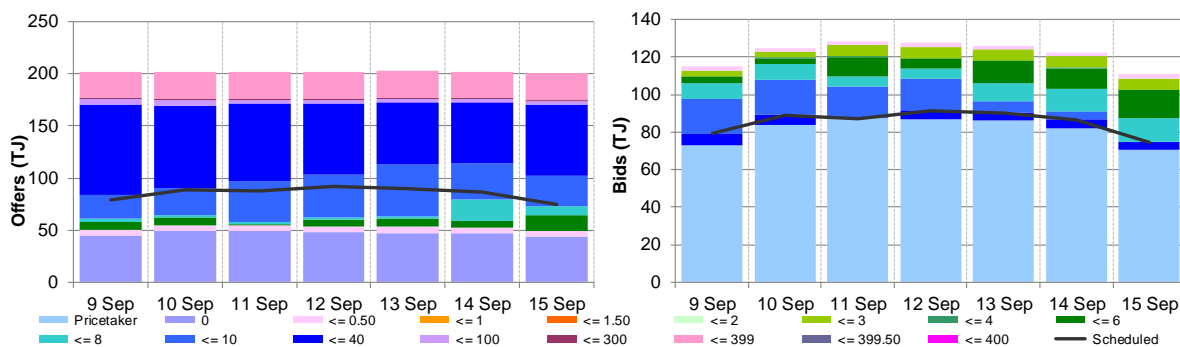 Offers (TJ)
250
200
150
100
50
0
9 Sep 10 Sep 11 Sep 12 Sep 13 Sep 14 Sep 15 Sep
Bids (TJ)
140
120
100
80
60
40
20
0
9 Sep 10 Sep 11 Sep 12 Sep 13 Sep 14 Sep 15 Sep
Pricetaker 0 <= 0.50 <= 1 <= 1.50 <= 2 <= 3 <= 4 <= 6
<= 8 <= 10 <= 40 <= 100 <= 300 <= 399 <= 399.50 <= 400 Scheduled